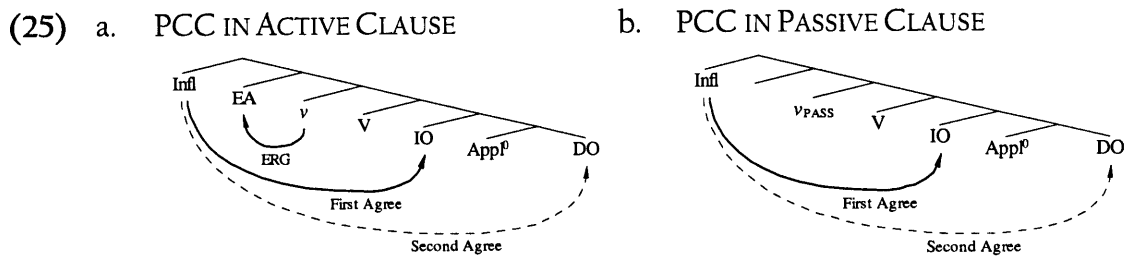 (25) a. PCC IN ACTIVE CLAUSE
Infl
EA
v
V
IO
Appl⁰
DO
ERG
First Agree
Second Agree
b. PCC IN PASSIVE CLAUSE
Infl
vPASS
V
IO
Appl⁰
DO
First Agree
Second Agree